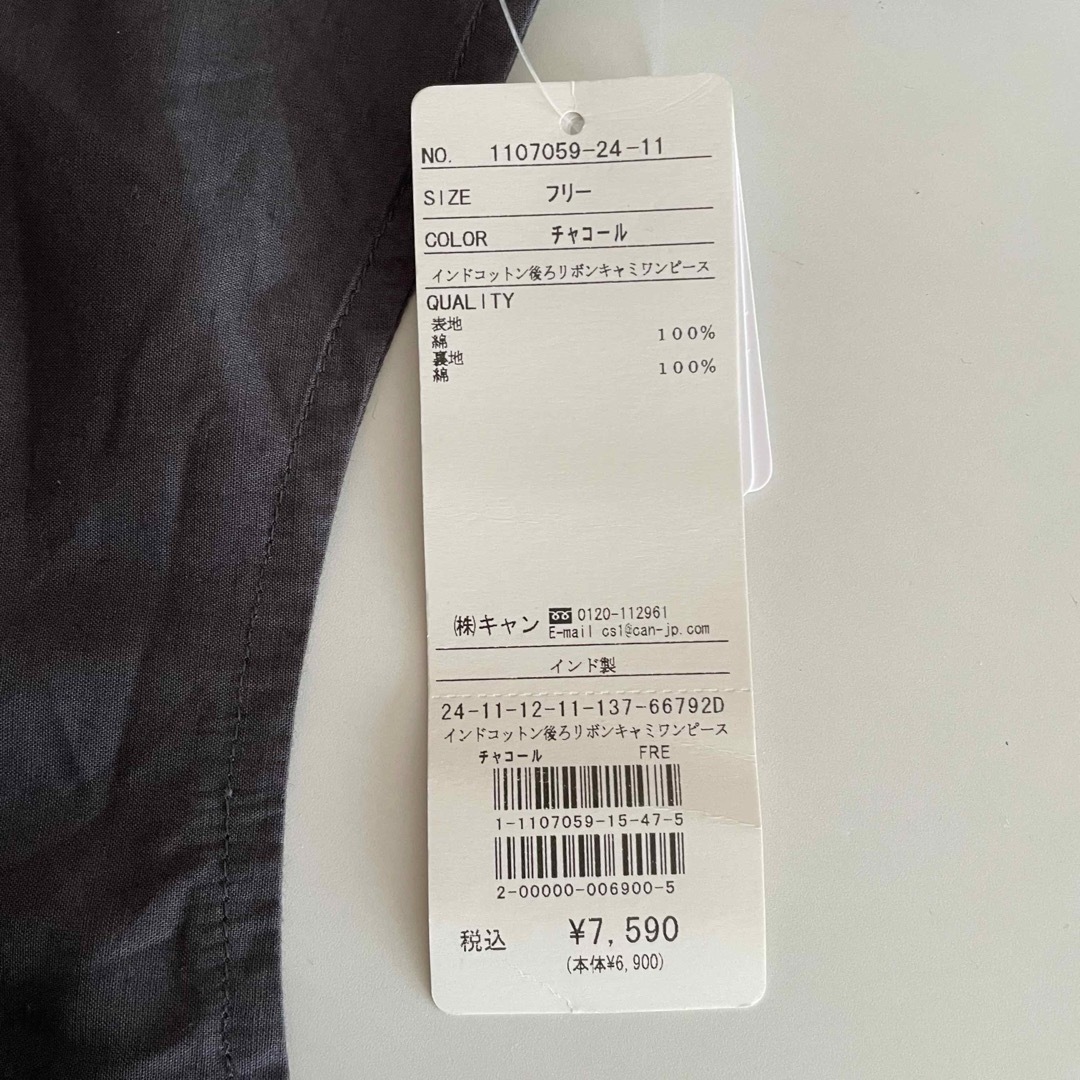 NO. 1107059-24-11
SIZE フリー
COLOR チャコール
インドコットン後ろリボンキャミワンピース
QUALITY
表地
綿 100%
裏地
綿 100%
㈱キャン 0120-112961
E-mail cs1@can-jp.com
インド製
24-11-12-11-137-66792D
インドコットン後ろリボンキャミワンピース
チャコール FRE
1-1107059-15-47-5
2-00000-006900-5
税込 ¥7,590
(本体¥6,900)